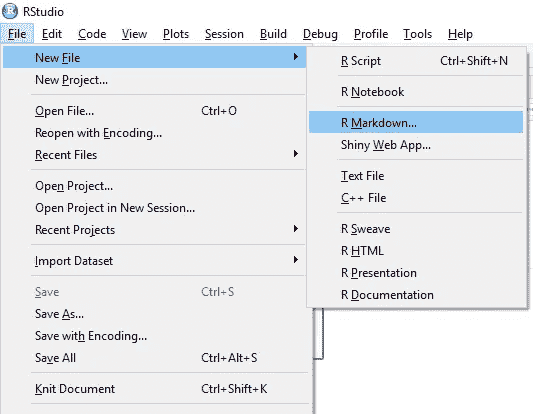 RStudio
File Edit Code View Plots Session Build Debug Profile Tools Help
New File
New Project...
Open File... Ctrl+O
Reopen with Encoding...
Recent Files
Open Project...
Open Project in New Session...
Recent Projects
Import Dataset
Save Ctrl+S
Save As...
Save with Encoding...
Save All Ctrl+Alt+S
Knit Document Ctrl+Shift+K
R Script Ctrl+Shift+N
R Notebook
R Markdown...
Shiny Web App...
Text File
C++ File
R Sweave
R HTML
R Presentation
R Documentation